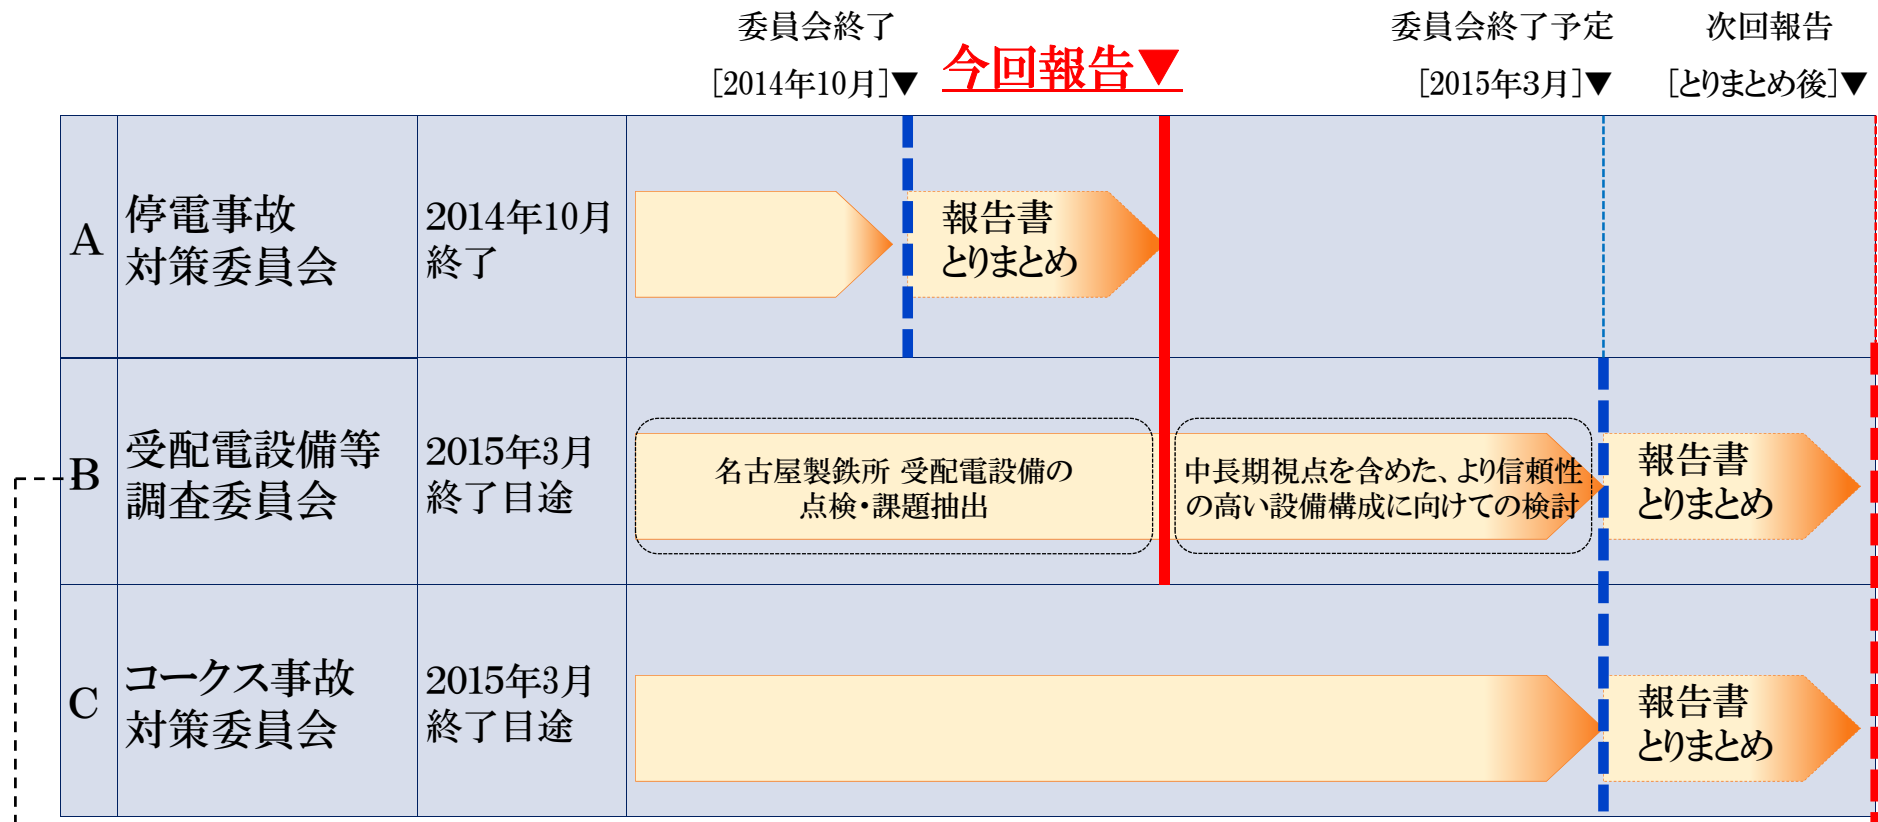 委員会終了
[2014年10月]▼
今回報告▼
委員会終了予定
[2015年3月]▼
次回報告
[とりまとめ後]▼
A
停電事故
対策委員会
2014年10月
終了
報告書
とりまとめ
B
受配電設備等
調査委員会
2015年3月
終了目途
名古屋製鉄所 受配電設備の
点検・課題抽出
中長期視点を含めた、より信頼性
の高い設備構成に向けての検討
報告書
とりまとめ
C
コークス事故
対策委員会
2015年3月
終了目途
報告書
とりまとめ